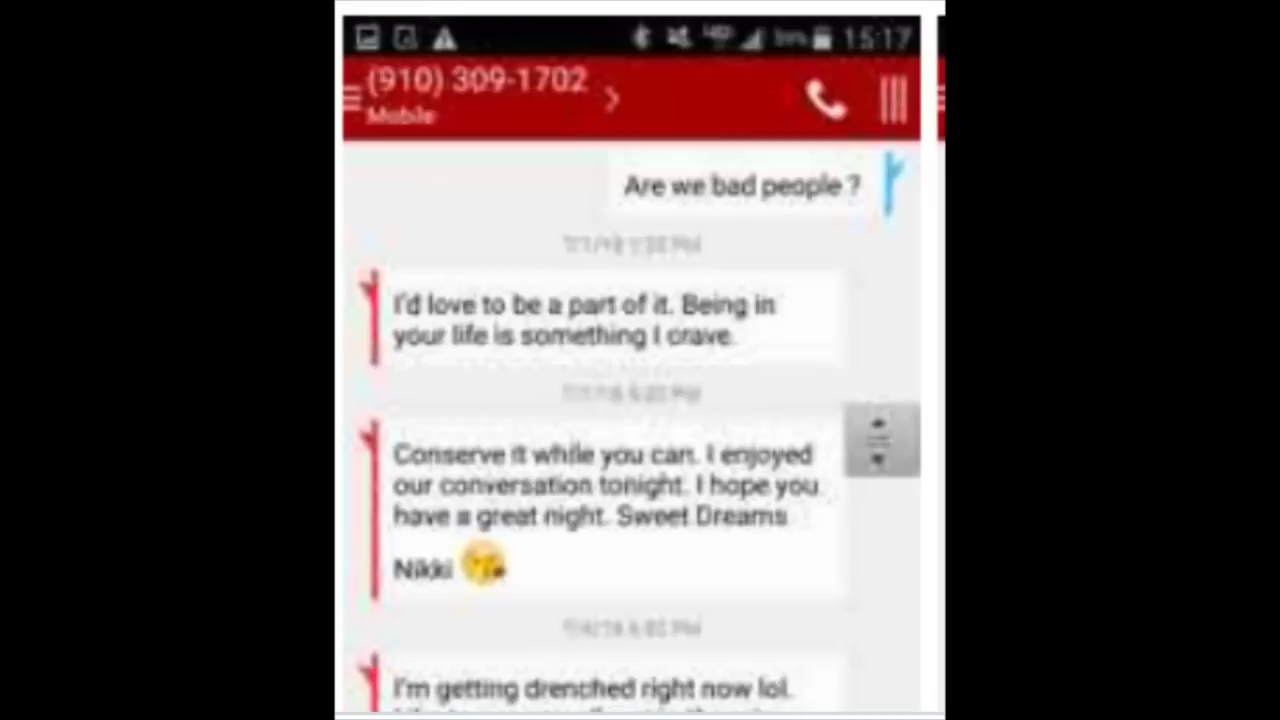 15:17
(910) 309-1702
Mobile
Are we bad people ?
I'd love to be a part of it. Being in
your life is something I crave.
Conserve it while you can. I enjoyed
our conversation tonight. I hope you
have a great night. Sweet Dreams
Nikki
I'm getting drenched right now lol.